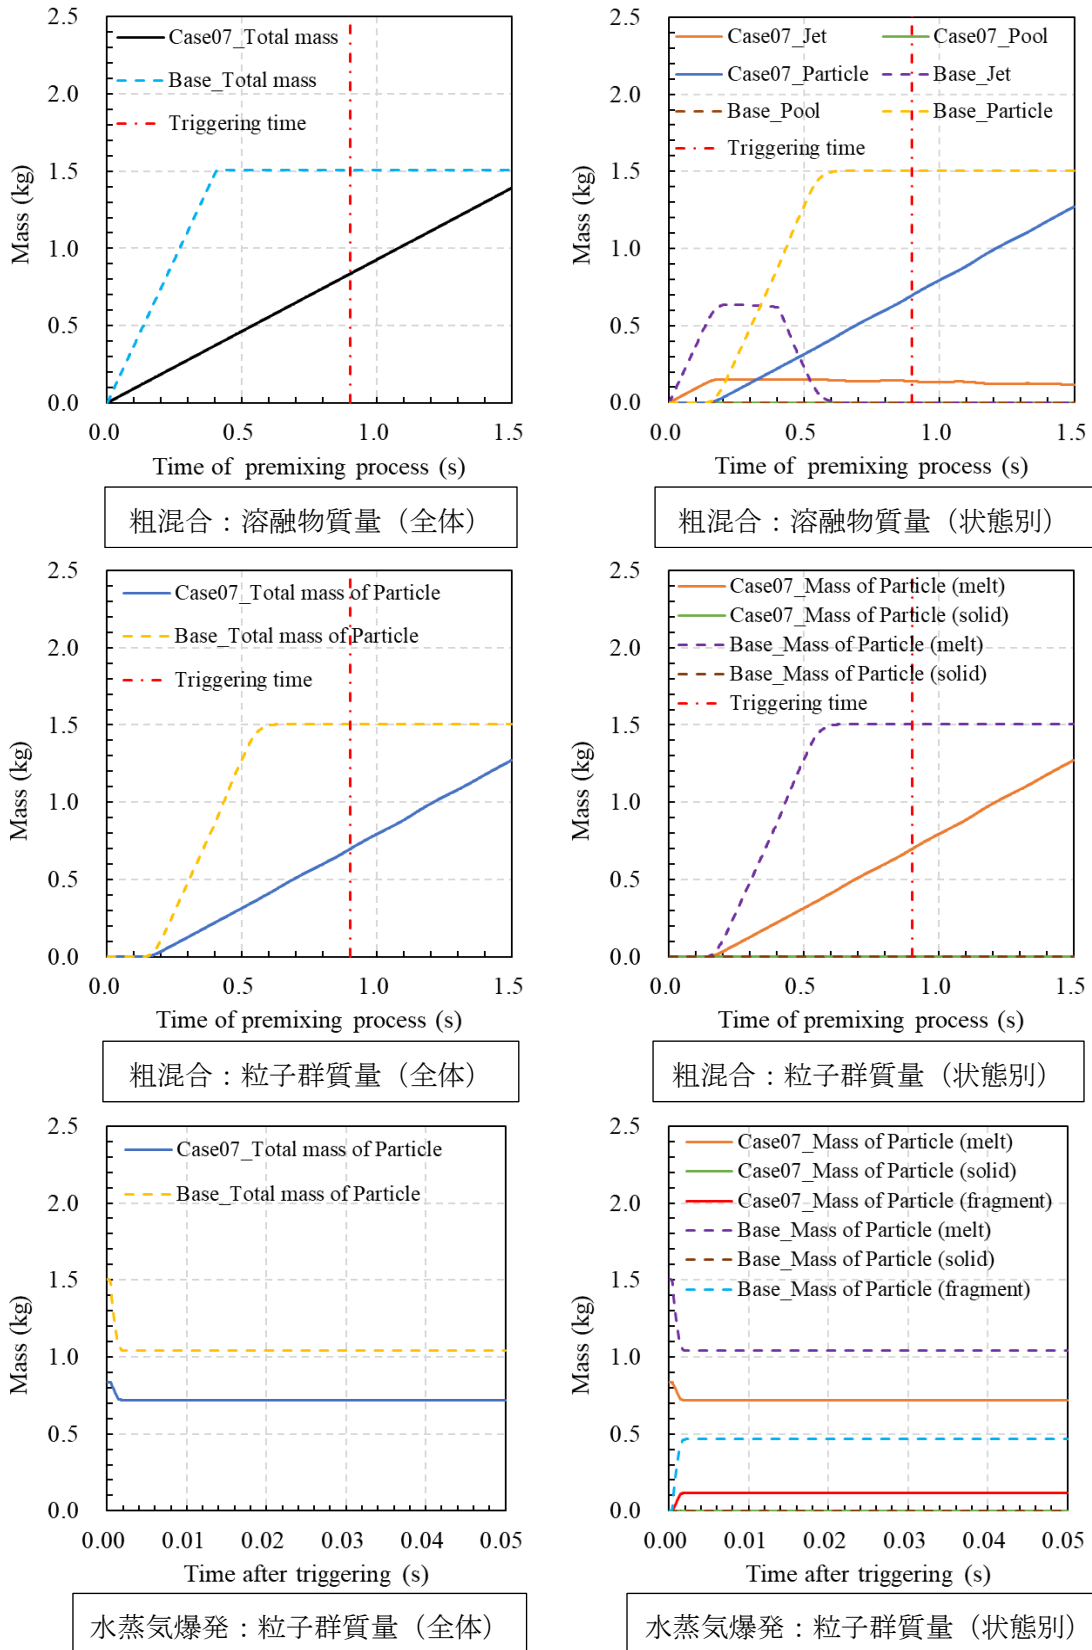 2.5
2.0
1.5
1.0
0.5
0.0
Mass (kg)
Case07_Total mass
Base_Total mass
Triggering time
0.0 0.5 1.0 1.5
Time of premixing process (s)
粗混合：溶融物質量（全体）
2.5
2.0
1.5
1.0
0.5
0.0
Mass (kg)
Case07_Jet Case07_Pool
Case07_Particle Base_Jet
Base_Pool Base_Particle
Triggering time
0.0 0.5 1.0 1.5
Time of premixing process (s)
粗混合：溶融物質量（状態別）
2.5
2.0
1.5
1.0
0.5
0.0
Mass (kg)
Case07_Total mass of Particle
Base_Total mass of Particle
Triggering time
0.0 0.5 1.0 1.5
Time of premixing process (s)
粗混合：粒子群質量（全体）
2.5
2.0
1.5
1.0
0.5
0.0
Mass (kg)
Case07_Mass of Particle (melt)
Case07_Mass of Particle (solid)
Base_Mass of Particle (melt)
Base_Mass of Particle (solid)
Triggering time
0.0 0.5 1.0 1.5
Time of premixing process (s)
粗混合：粒子群質量（状態別）
2.5
2.0
1.5
1.0
0.5
0.0
Mass (kg)
Case07_Total mass of Particle
Base_Total mass of Particle
0.00 0.01 0.02 0.03 0.04 0.05
Time after triggering (s)
水蒸気爆発：粒子群質量（全体）
2.5
2.0
1.5
1.0
0.5
0.0
Mass (kg)
Case07_Mass of Particle (melt)
Case07_Mass of Particle (solid)
Case07_Mass of Particle (fragment)
Base_Mass of Particle (melt)
Base_Mass of Particle (solid)
Base_Mass of Particle (fragment)
0.00 0.01 0.02 0.03 0.04 0.05
Time after triggering (s)
水蒸気爆発：粒子群質量（状態別）